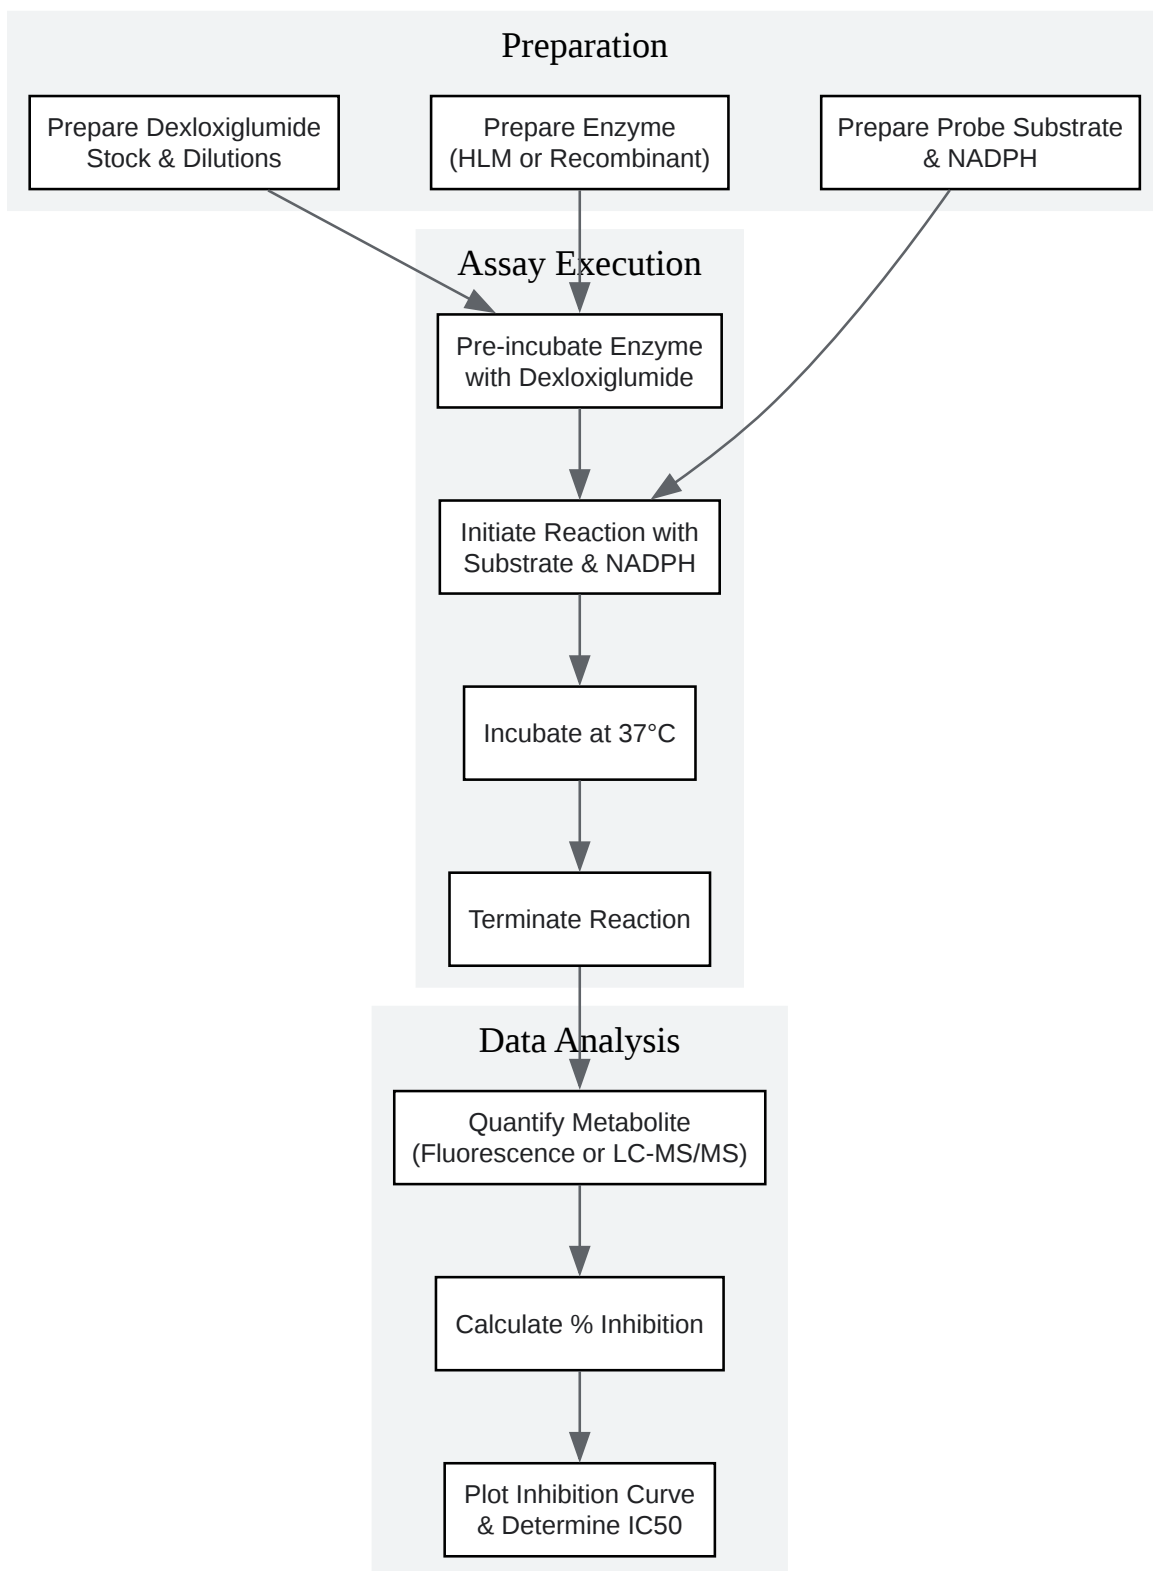 Preparation
Prepare Dexloxiglumide
Stock & Dilutions
Prepare Enzyme
(HLM or Recombinant)
Prepare Probe Substrate
& NADPH
Assay Execution
Pre-incubate Enzyme
with Dexloxiglumide
Initiate Reaction with
Substrate & NADPH
Incubate at 37°C
Terminate Reaction
Data Analysis
Quantify Metabolite
(Fluorescence or LC-MS/MS)
Calculate % Inhibition
Plot Inhibition Curve
& Determine IC50